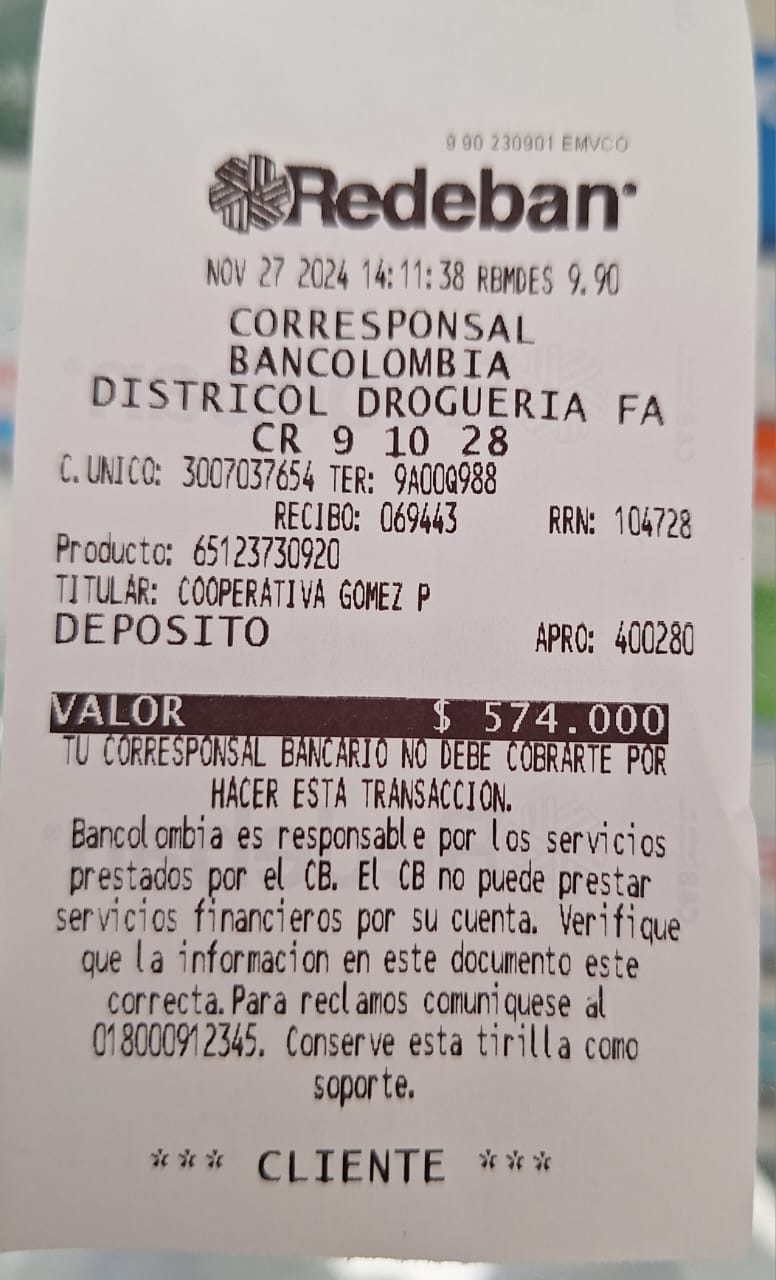 9.90 230901 EMVCO
Redeban
NOV 27 2024 14:11:38 RBMDES 9.90
CORRESPONSAL
BANCOLOMBIA
DISTRICOL DROGUERIA FA
CR 9 10 28
C.UNICO: 3007037654 TER: 9A00Q988
RECIBO: 069443 RRN: 104728
Producto: 65123730920
TITULAR: COOPERATIVA GOMEZ P
DEPOSITO APRO: 400280
VALOR $ 574.000
TU CORRESPONSAL BANCARIO NO DEBE COBRARTE POR
HACER ESTA TRANSACCION.
Bancolombia es responsable por los servicios
prestados por el CB. El CB no puede prestar
servicios financieros por su cuenta. Verifique
que la informacion en este documento este
correcta.Para reclamos comuniquese al
018000912345. Conserve esta tirilla como
soporte.
*** CLIENTE ***